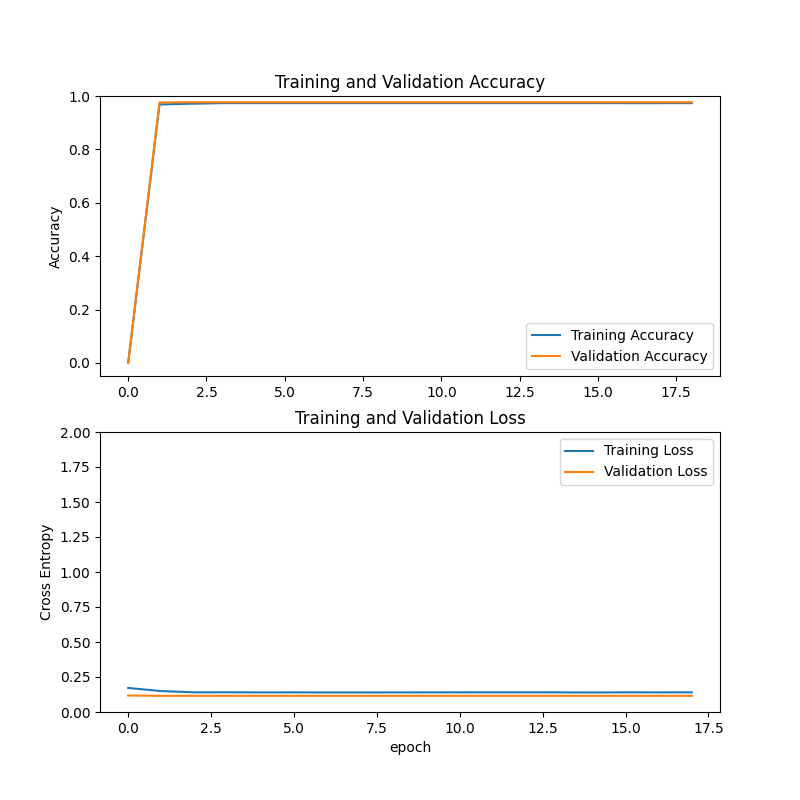 Training and Validation Accuracy
Accuracy
1.0
0.8
0.6
0.4
0.2
0.0
Training Accuracy
Validation Accuracy
0.0 2.5 5.0 7.5 10.0 12.5 15.0 17.5
Training and Validation Loss
Cross Entropy
2.00
1.75
1.50
1.25
1.00
0.75
0.50
0.25
0.00
Training Loss
Validation Loss
0.0 2.5 5.0 7.5 10.0 12.5 15.0 17.5
epoch